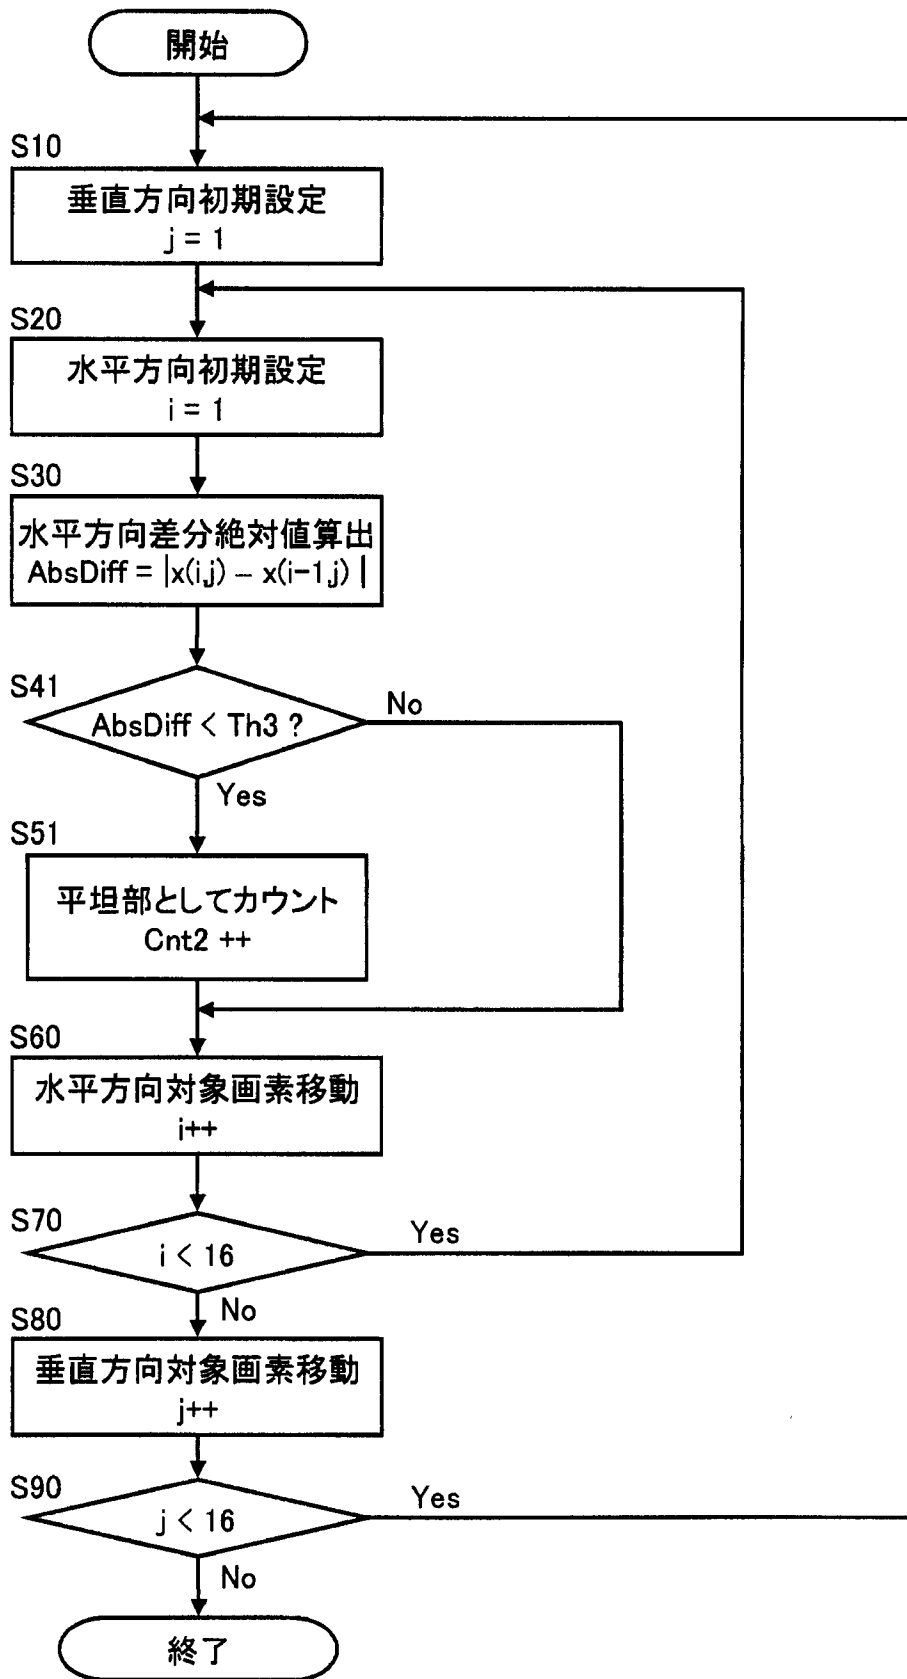 開始
S10
垂直方向初期設定
j = 1
S20
水平方向初期設定
i = 1
S30
水平方向差分絶対値算出
AbsDiff = |x(i,j) − x(i-1,j) |
S41
AbsDiff < Th3 ?
No
Yes
S51
平坦部としてカウント
Cnt2 ++
S60
水平方向対象画素移動
i++
S70
i < 16
Yes
No
S80
垂直方向対象画素移動
j++
S90
j < 16
Yes
No
終了